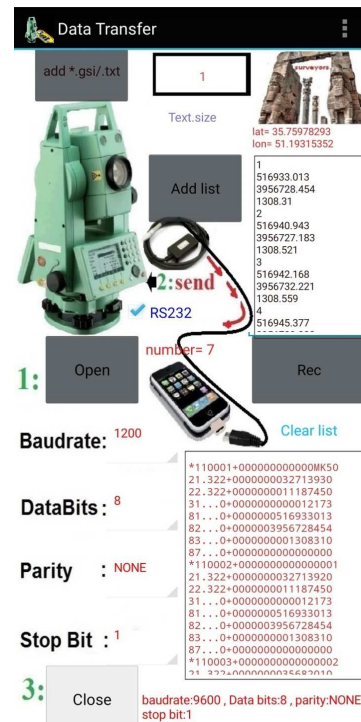 Data Transfer
add *.gsi/.txt
1
surveyors
Text.size
lat= 35.75978293
lon= 51.19315352
Add list
1
516933.013
3956728.454
1308.31
2
516940.943
3956727.183
1308.521
3
516942.168
3956732.221
1308.559
4
516945.377
2:send
RS232
number= 7
1:
Open
Rec
Clear list
Baudrate:
1200
DataBits :
8
Parity :
NONE
Stop Bit :
1
*110001+000000000000MK50
21.322+0000000032713930
22.322+0000000011187450
31...0+0000000000012173
81...0+0000000516933013
82...0+0000003956728454
83...0+0000000001308310
87...0+0000000000000000
*110002+0000000000000001
21.322+0000000032713920
22.322+0000000011187450
31...0+0000000000012173
81...0+0000000516933013
82...0+0000003956728454
83...0+0000000001308310
87...0+0000000000000000
*110003+0000000000000002
21.322+0000000035682010
3:
Close
baudrate:9600 , Data bits:8 , parity:NONE
stop bit:1